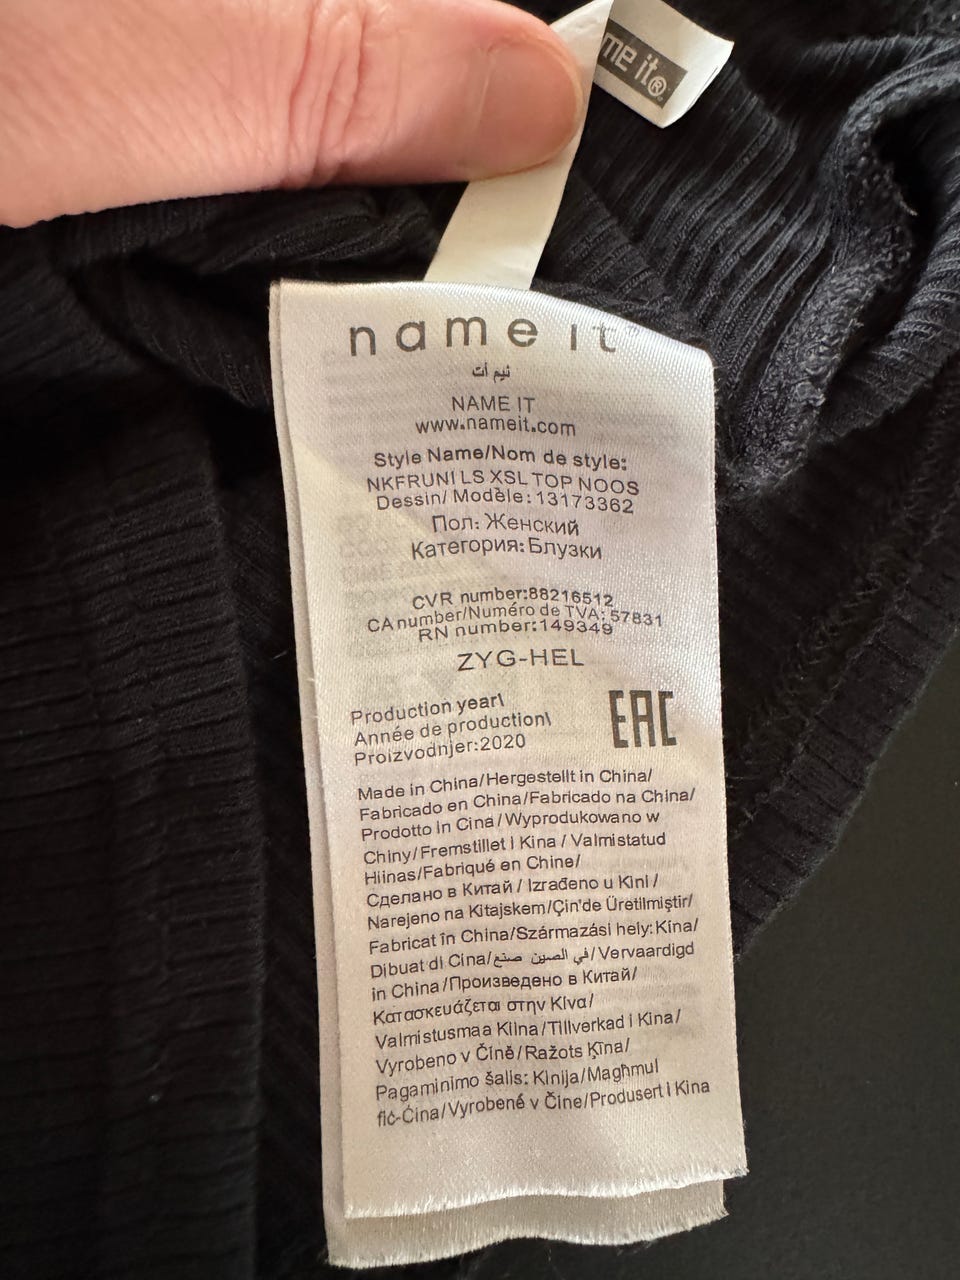 me it®
name it
نيم أت
NAME IT
www.nameit.com
Style Name/Nom de style:
NKFRUNI LS XSL TOP NOOS
Dessin/ Modèle: 13173362
Пол: Женский
Категория: Блузки
CVR number:88216512
CA number/Numéro de TVA: 57831
RN number:149349
ZYG-HEL
Production year\
Année de production\
Proizvodnjer:2020
EAC
Made in China/Hergestellt in China/
Fabricado en China/Fabricado na China/
Prodotto in Cina/Wyprodukowano w
Chiny/Fremstillet i Kina / Valmistatud
Hiinas/Fabriqué en Chine/
Сделано в Китай / Izrađeno u Kini /
Narejeno na Kitajskem/Çin'de Üretilmiştir/
Fabricat în China/Származási hely: Kína/
Dibuat di Cina/في الصين صنع/Vervaardigd
in China/Произведено в Китай/
Κατασκευάζεται στην Κίνα/
Valmistusmaa Kiina/Tillverkad i Kina/
Vyrobeno v Číně/Ražots Ķīna/
Pagaminimo šalis: Kinija/Magħmul
fiċ-Ċina/Vyrobené v Čine/Produsert i Kina